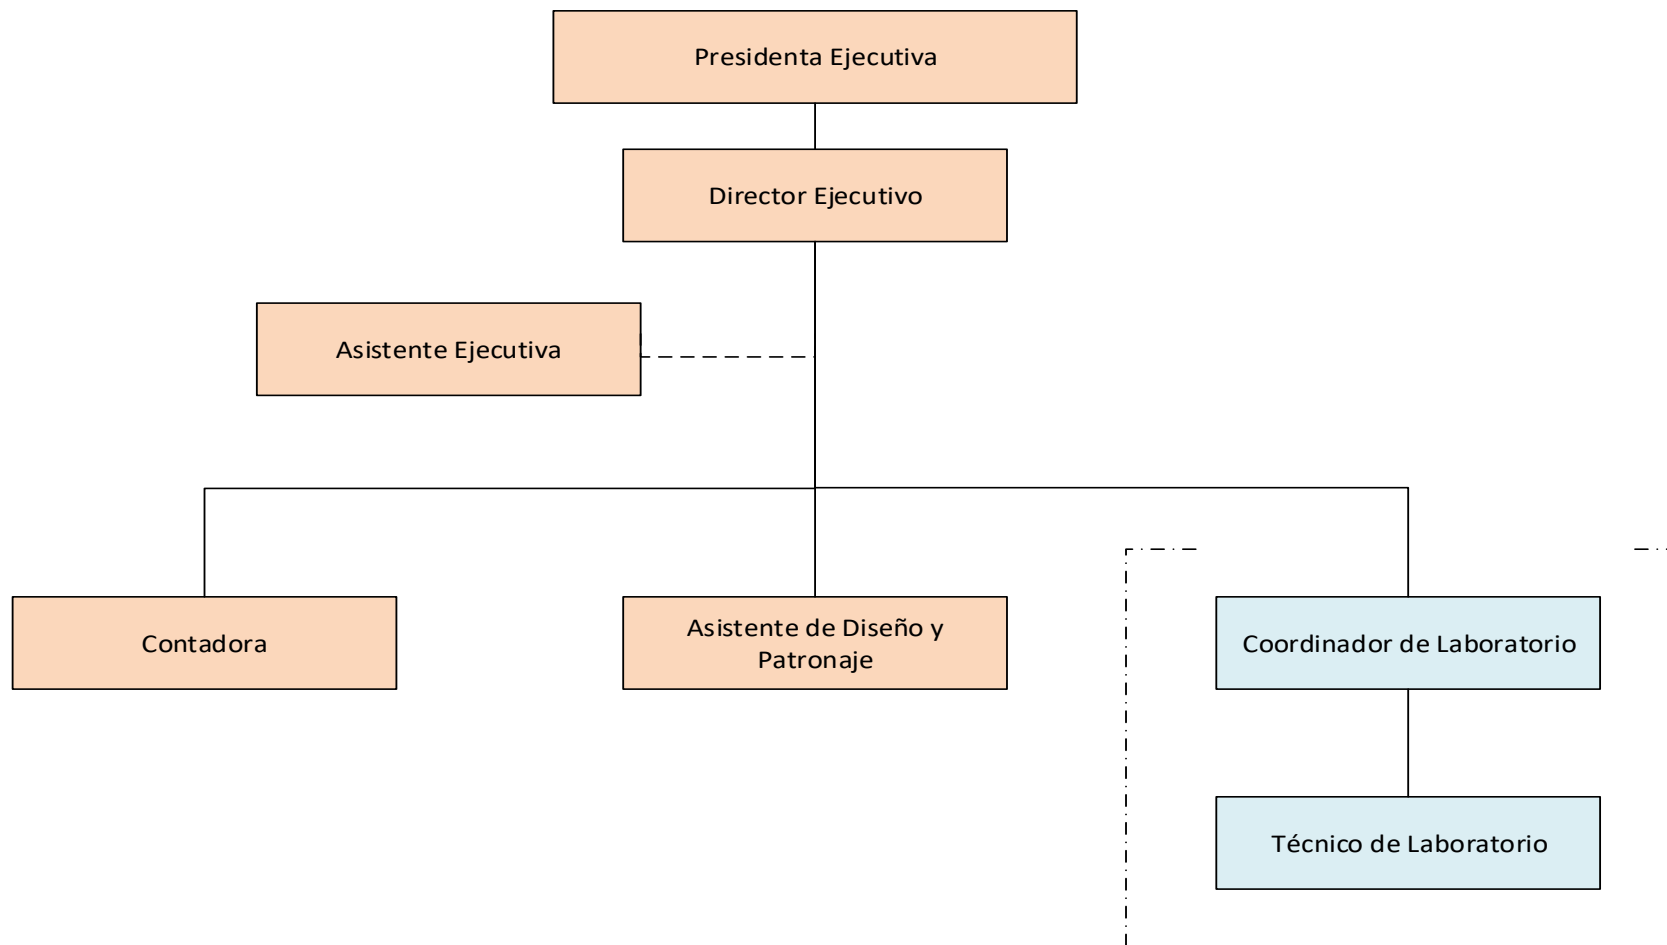 Presidenta Ejecutiva
Director Ejecutivo
Asistente Ejecutiva
Contadora
Asistente de Diseño y
Patronaje
Coordinador de Laboratorio
Técnico de Laboratorio